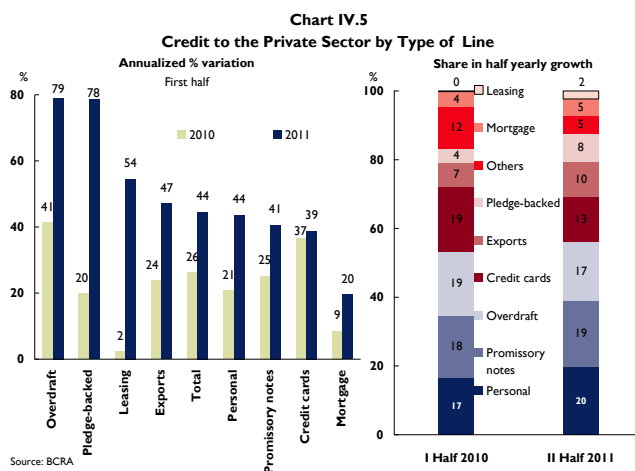 Chart IV.5
Credit to the Private Sector by Type of Line
Annualized % variation
First half
%
80
60
40
20
0
2010
2011
41
79
20
78
2
54
24
47
26
44
21
44
25
41
37
39
9
20
Overdraft
Pledge-backed
Leasing
Exports
Total
Personal
Promissory notes
Credit cards
Mortgage
Source: BCRA
Share in half yearly growth
%
100
80
60
40
20
0
0
4
12
4
7
19
19
18
17
Leasing
Mortgage
Others
Pledge-backed
Exports
Credit cards
Overdraft
Promissory
notes
Personal
2
5
5
8
10
13
17
19
20
I Half 2010
II Half 2011